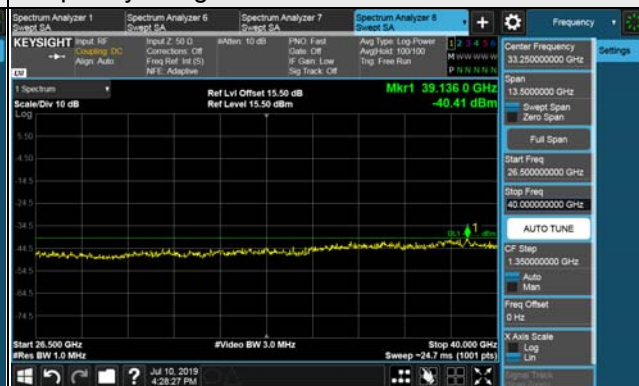 Spectrum Analyzer 1
Swept SA
Spectrum Analyzer 6
Swept SA
Spectrum Analyzer 7
Swept SA
Spectrum Analyzer 8
Swept SA
+
Frequency
KEYSIGHT
Input: RF
Coupling: DC
Align: Auto
Input Z: 50 Ω
Corrections: Off
Freq Ref: Int (S)
NFE: Adaptive
#Atten: 10 dB
PNO: Fast
Gate: Off
IF Gain: Low
Sig Track: Off
Avg Type: Log-Power
Avg|Hold: 100/100
Trig: Free Run
1 2 3 4 5 6
M W W W W W
P N N N N N
1 Spectrum
Scale/Div 10 dB
Log
Ref Lvl Offset 15.50 dB
Ref Level 15.50 dBm
Mkr1 39.136 0 GHz
-40.41 dBm
5.50
-4.50
-14.5
-24.5
-34.5
-44.5
-54.5
-64.5
-74.5
1
Start 26.500 GHz
#Res BW 1.0 MHz
#Video BW 3.0 MHz
Stop 40.000 GHz
Sweep ~24.7 ms (1001 pts)
Center Frequency
33.250000000 GHz
Span
13.5000000 GHz
Swept Span
Zero Span
Full Span
Start Freq
26.500000000 GHz
Stop Freq
40.000000000 GHz
AUTO TUNE
CF Step
1.350000000 GHz
Auto
Man
Freq Offset
0 Hz
X Axis Scale
Log
Lin
Signal Track
Settings
Jul 10, 2019
4:28:27 PM